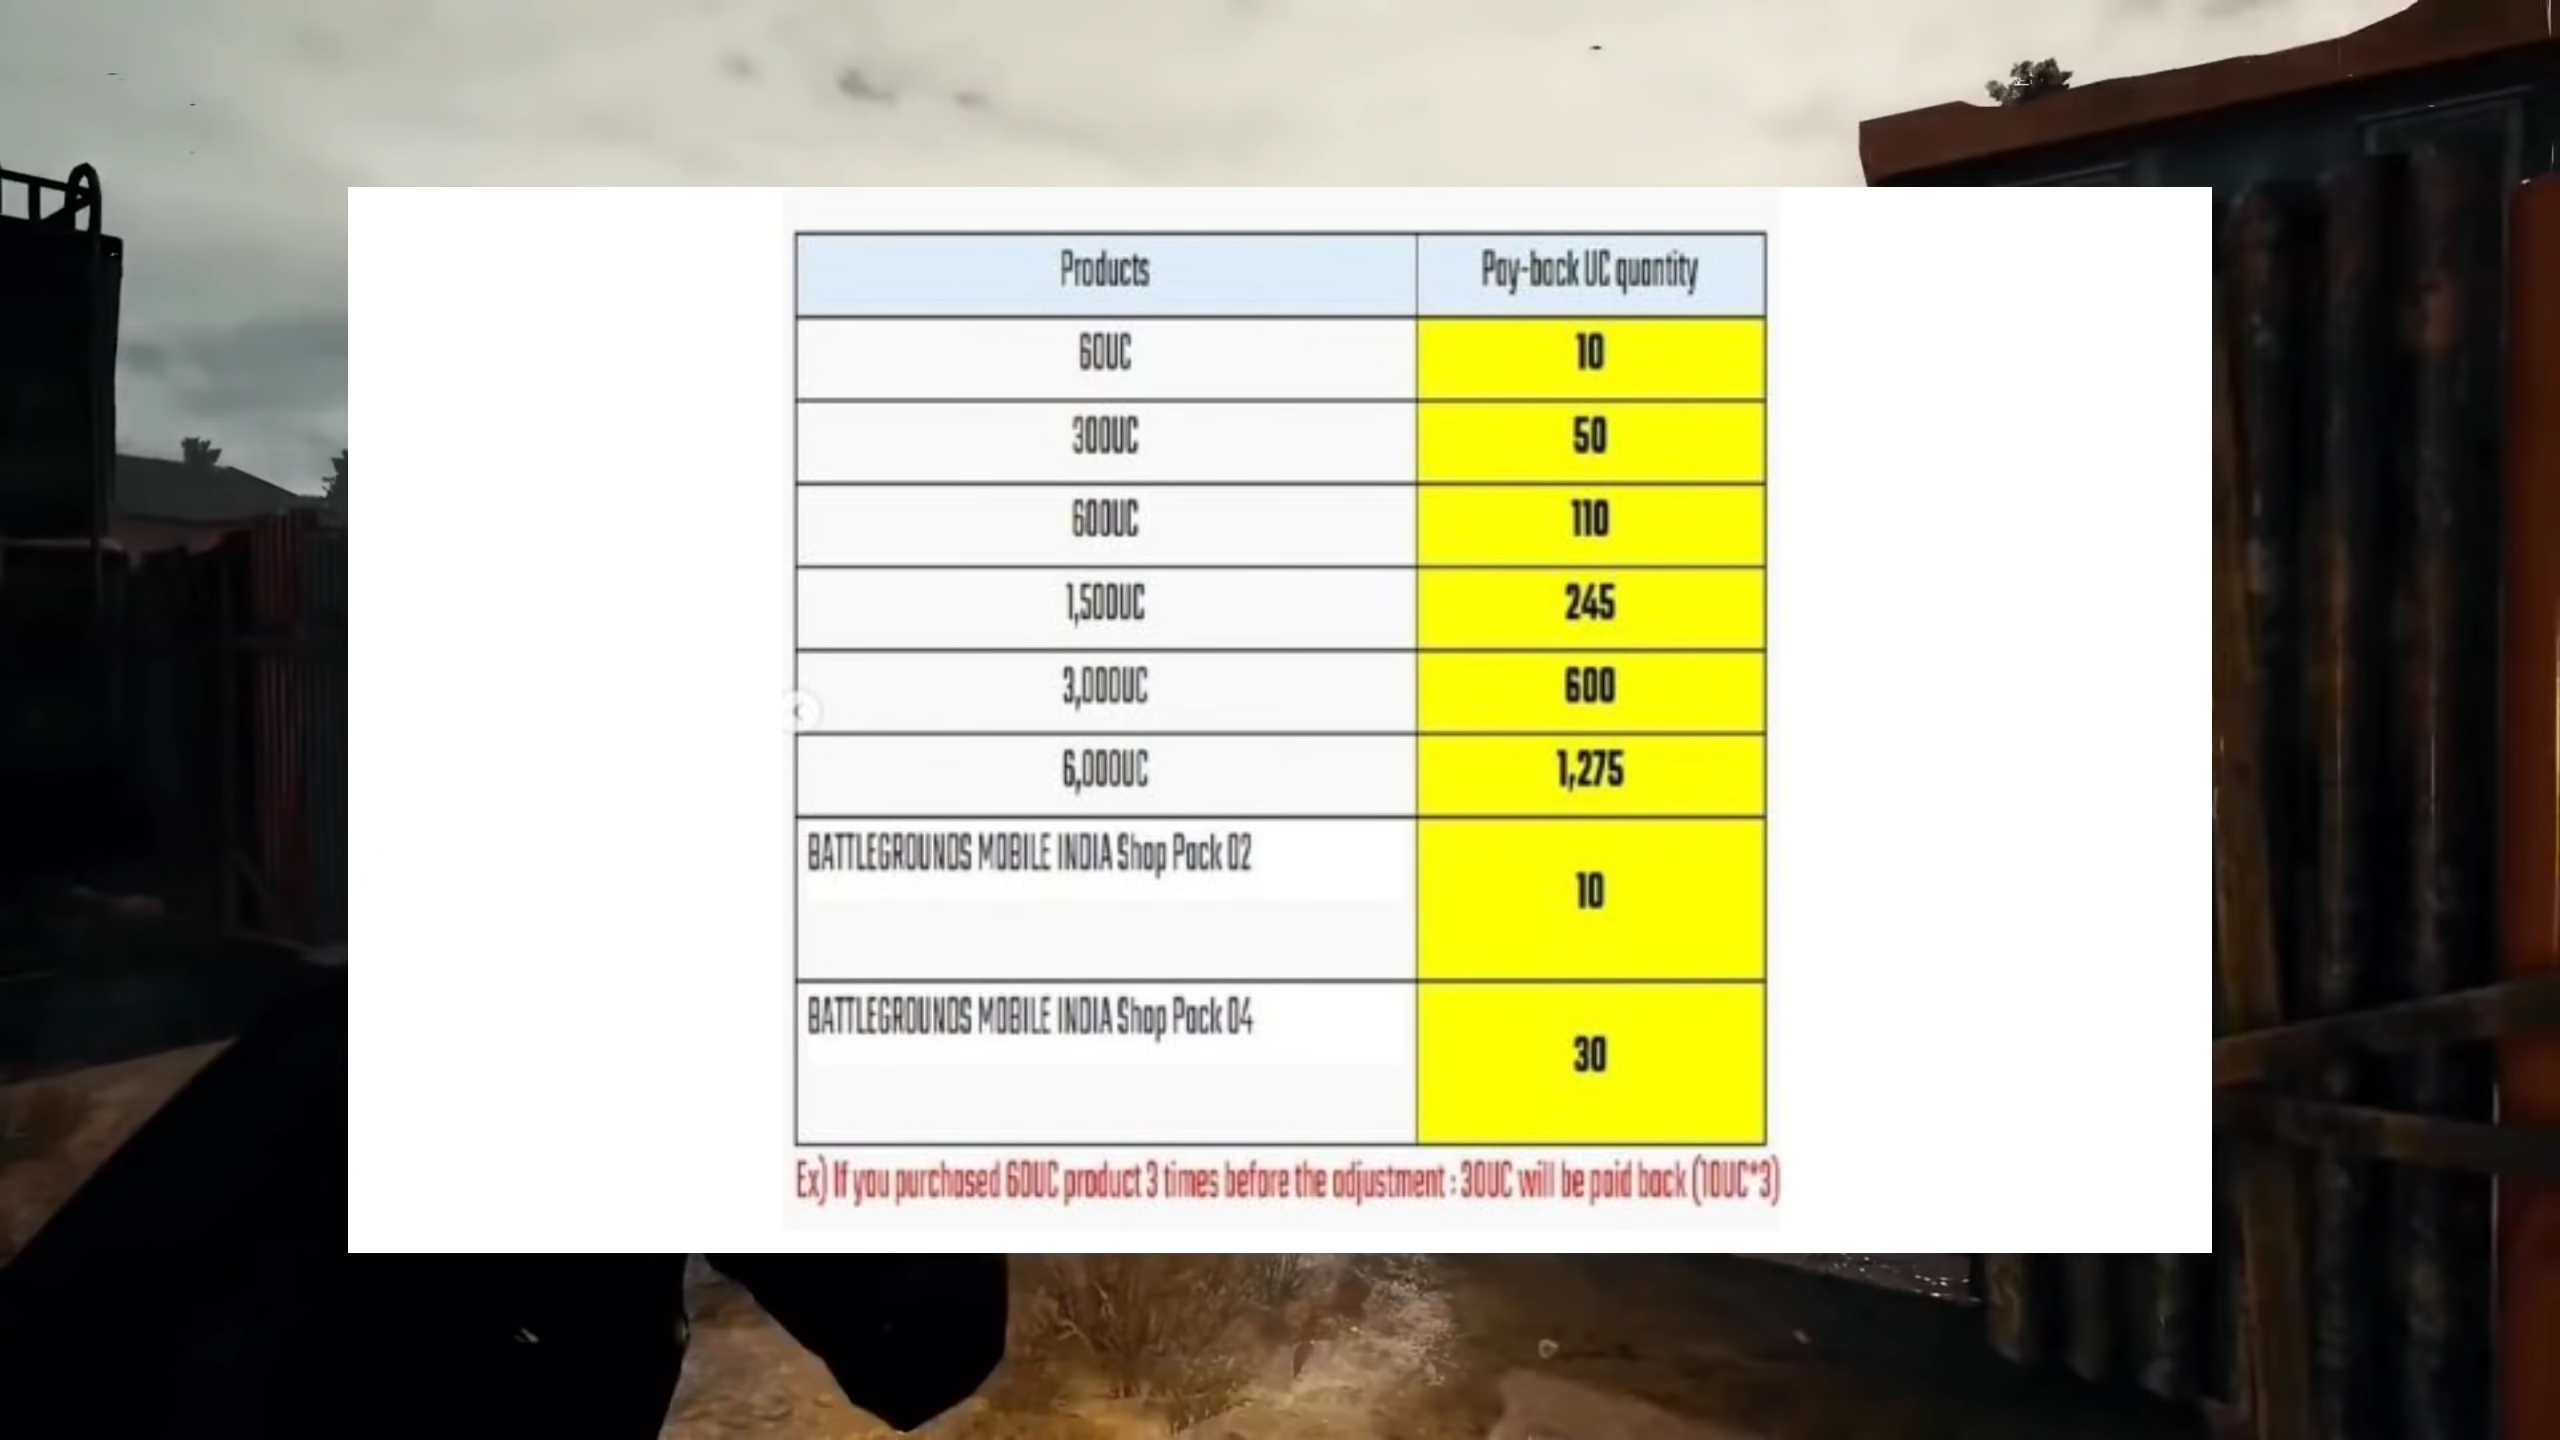 Products Pay-back UC quantity
60UC 10
300UC 50
600UC 110
1,500UC 245
3,000UC 600
6,000UC 1,275
BATTLEGROUNDS MOBILE INDIA Shop Pack 02
10
BATTLEGROUNDS MOBILE INDIA Shop Pack 04
30
Ex) If you purchased 60UC product 3 times before the adjustment : 30UC will be paid back (10UC*3)